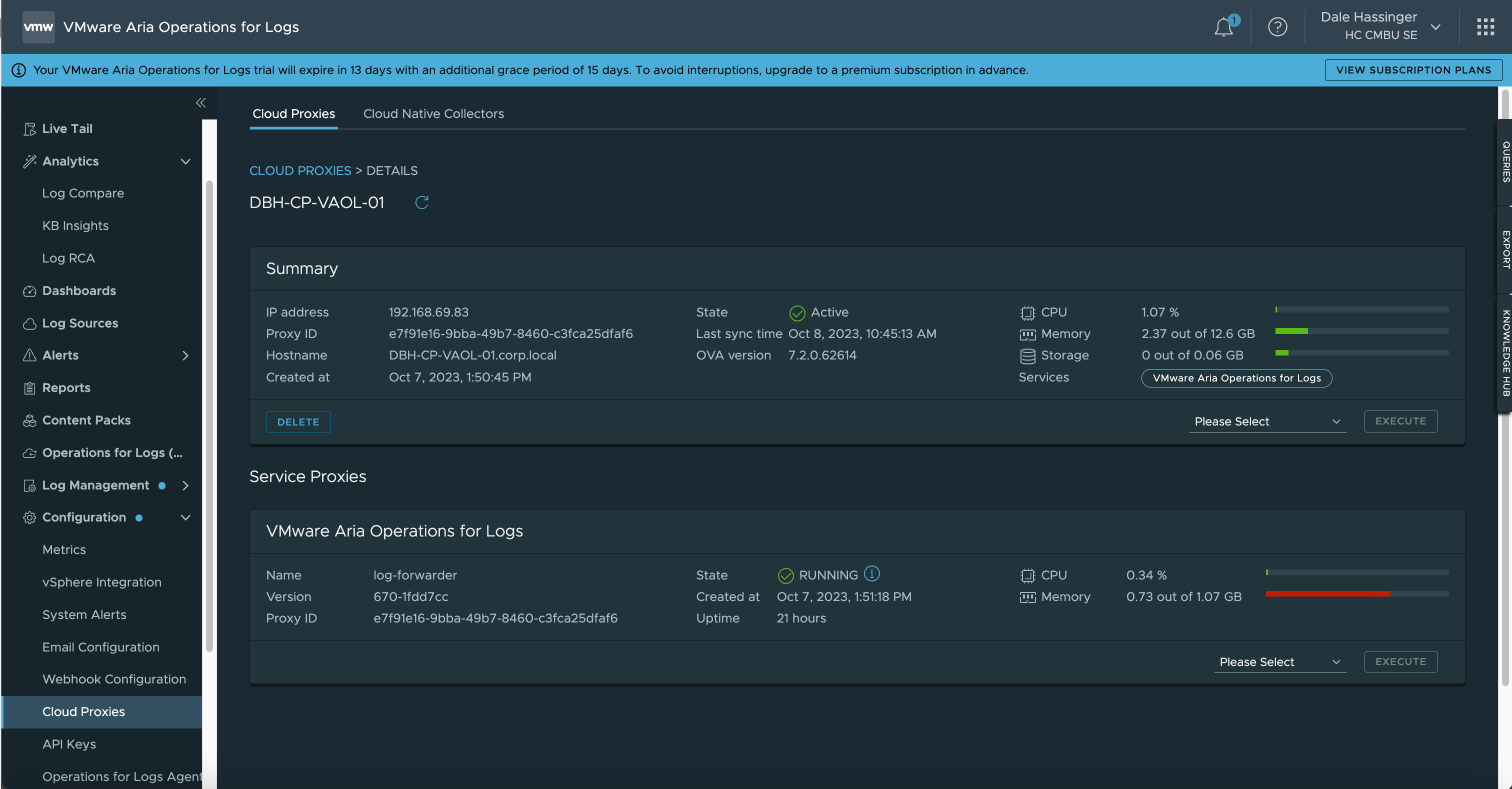 vmw VMware Aria Operations for Logs
1
?
Dale Hassinger
HC CMBU SE
Your VMware Aria Operations for Logs trial will expire in 13 days with an additional grace period of 15 days. To avoid interruptions, upgrade to a premium subscription in advance.
VIEW SUBSCRIPTION PLANS
Live Tail
Analytics
Log Compare
KB Insights
Log RCA
Dashboards
Log Sources
Alerts
Reports
Content Packs
Operations for Logs (...
Log Management
Configuration
Metrics
vSphere Integration
System Alerts
Email Configuration
Webhook Configuration
Cloud Proxies
API Keys
Operations for Logs Agent
Cloud Proxies Cloud Native Collectors
CLOUD PROXIES > DETAILS
DBH-CP-VAOL-01
Summary
IP address 192.168.69.83
Proxy ID e7f91e16-9bba-49b7-8460-c3fca25dfaf6
Hostname DBH-CP-VAOL-01.corp.local
Created at Oct 7, 2023, 1:50:45 PM
State Active
Last sync time Oct 8, 2023, 10:45:13 AM
OVA version 7.2.0.62614
CPU 1.07 %
Memory 2.37 out of 12.6 GB
Storage 0 out of 0.06 GB
Services VMware Aria Operations for Logs
DELETE
Please Select
EXECUTE
Service Proxies
VMware Aria Operations for Logs
Name log-forwarder
Version 670-1fdd7cc
Proxy ID e7f91e16-9bba-49b7-8460-c3fca25dfaf6
State RUNNING
Created at Oct 7, 2023, 1:51:18 PM
Uptime 21 hours
CPU 0.34 %
Memory 0.73 out of 1.07 GB
Please Select
EXECUTE
QUERIES
EXPORT
KNOWLEDGE HUB